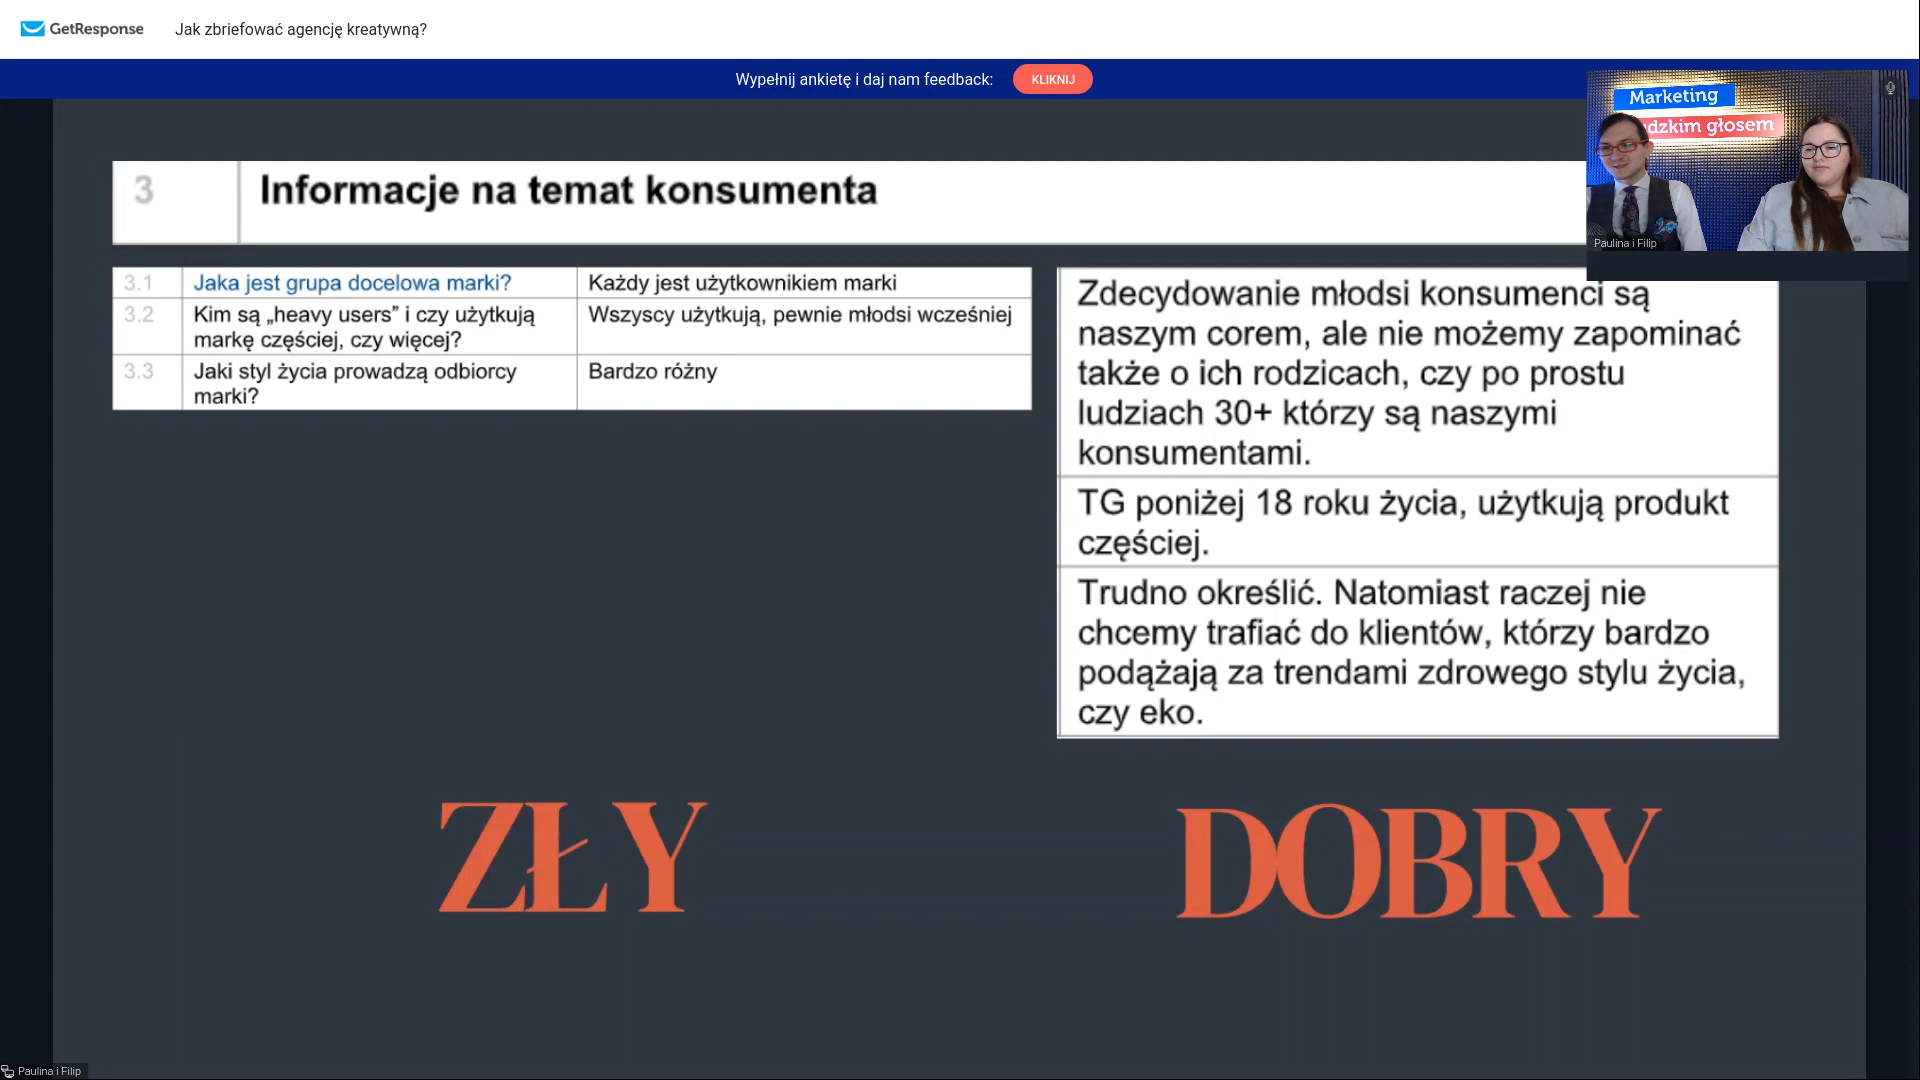 GetResponse
Jak zbriefować agencję kreatywną?
Wypełnij ankietę i daj nam feedback:
KLIKNIJ
Marketing
udzkim głosem
Paulina i Filip
3
Informacje na temat konsumenta
3.1
Jaka jest grupa docelowa marki?
Każdy jest użytkownikiem marki
3.2
Kim są „heavy users” i czy użytkują
markę częściej, czy więcej?
Wszyscy użytkują, pewnie młodsi wcześniej
3.3
Jaki styl życia prowadzą odbiorcy
marki?
Bardzo różny
Zdecydowanie młodsi konsumenci są
naszym corem, ale nie możemy zapominać
także o ich rodzicach, czy po prostu
ludziach 30+ którzy są naszymi
konsumentami.
TG poniżej 18 roku życia, użytkują produkt
częściej.
Trudno określić. Natomiast raczej nie
chcemy trafiać do klientów, którzy bardzo
podążają za trendami zdrowego stylu życia,
czy eko.
ZŁY
DOBRY
Paulina i Filip